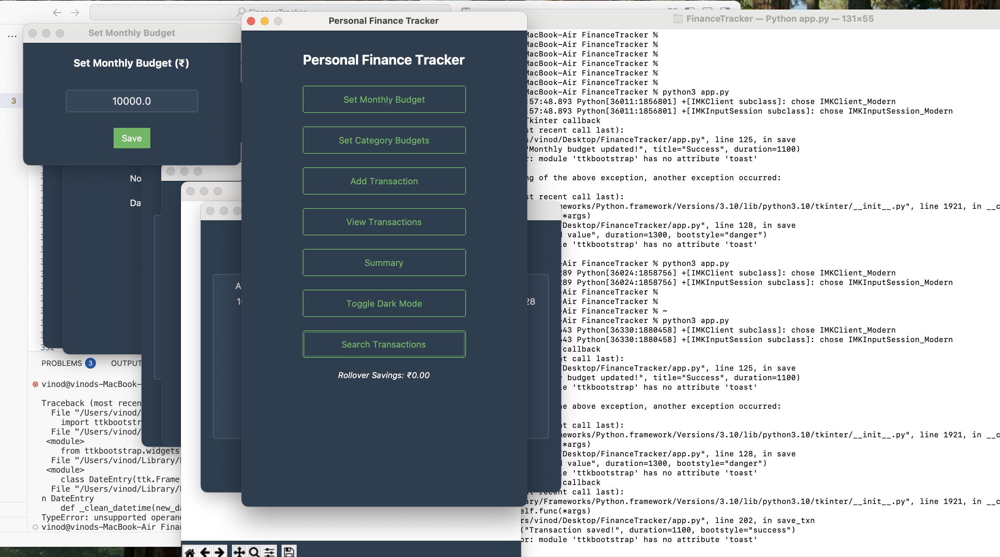 FinanceTracker
...
3
Set Monthly Budget
Set Monthly Budget (₹)
10000.0
Save
No
Personal Finance Tracker
Personal Finance Tracker
Set Monthly Budget
Set Category Budgets
Add Transaction
View Transactions
Summary
Toggle Dark Mode
Search Transactions
Rollover Savings: ₹0.00
28
PROBLEMS 3 OUTPUT
vinod@vinods-MacBook-
Traceback (most recen
File "/Users/vinod/
import ttkbootstr
File "/Users/vinod/
<module>
from ttkbootstrap.widgets
File "/Users/vinod/Library/
<module>
class DateEntry(ttk.Frame
File "/Users/vinod/Library/
n DateEntry
def _clean_datetime(new_da
TypeError: unsupported operand
vinod@vinods-MacBook-Air Finan
FinanceTracker — Python app.py — 131×55
MacBook-Air FinanceTracker %
MacBook-Air FinanceTracker %
MacBook-Air FinanceTracker %
MacBook-Air FinanceTracker %
MacBook-Air FinanceTracker %
MacBook-Air FinanceTracker %
MacBook-Air FinanceTracker % python3 app.py
:57:48.893 Python[36011:1856801] +[IMKClient subclass]: chose IMKClient_Modern
:57:48.893 Python[36011:1856801] +[IMKInputSession subclass]: chose IMKInputSession_Modern
Tkinter callback
st recent call last):
s/vinod/Desktop/FinanceTracker/app.py", line 125, in save
"Monthly budget updated!", title="Success", duration=1100)
r: module 'ttkbootstrap' has no attribute 'toast'
ng of the above exception, another exception occurred:
st recent call last):
eworks/Python.framework/Versions/3.10/lib/python3.10/tkinter/__init__.py", line 1921, in __c
*args)
Desktop/FinanceTracker/app.py", line 128, in save
value", duration=1300, bootstyle="danger")
e 'ttkbootstrap' has no attribute 'toast'
-Air FinanceTracker % python3 app.py
289 Python[36024:1858756] +[IMKClient subclass]: chose IMKClient_Modern
289 Python[36024:1858756] +[IMKInputSession subclass]: chose IMKInputSession_Modern
-Air FinanceTracker %
-Air FinanceTracker %
-Air FinanceTracker % ~
-Air FinanceTracker % python3 app.py
643 Python[36330:1880458] +[IMKClient subclass]: chose IMKClient_Modern
643 Python[36330:1880458] +[IMKInputSession subclass]: chose IMKInputSession_Modern
callback
t call last):
Desktop/FinanceTracker/app.py", line 125, in save
y budget updated!", title="Success", duration=1100)
e 'ttkbootstrap' has no attribute 'toast'
e above exception, another exception occurred:
t call last):
eworks/Python.framework/Versions/3.10/lib/python3.10/tkinter/__init__.py", line 1921, in __c
*args)
Desktop/FinanceTracker/app.py", line 128, in save
value", duration=1300, bootstyle="danger")
e 'ttkbootstrap' has no attribute 'toast'
callback
st recent call last):
ary/Frameworks/Python.framework/Versions/3.10/lib/python3.10/tkinter/__init__.py", line 1921, in __c
elf.func(*args)
rs/vinod/Desktop/FinanceTracker/app.py", line 202, in save_txn
("Transaction saved!", duration=1100, bootstyle="success")
or: module 'ttkbootstrap' has no attribute 'toast'